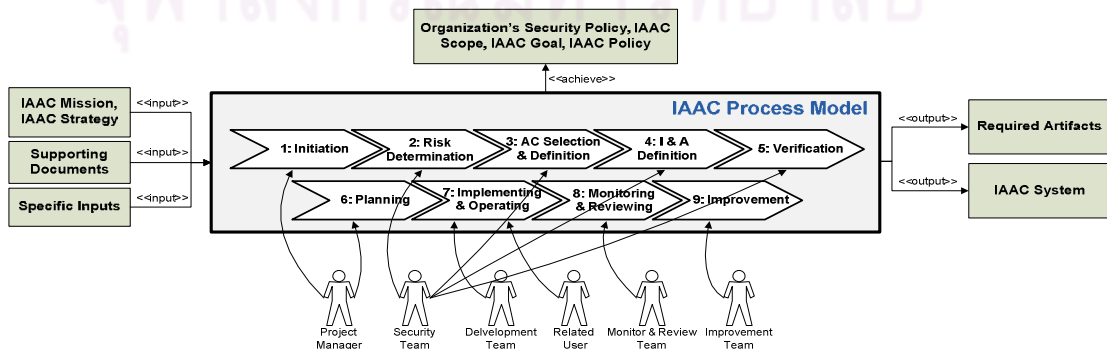 Organization's Security Policy, IAAC
Scope, IAAC Goal, IAAC Policy
<<achieve>>
IAAC Mission,
IAAC Strategy
<<input>>
Supporting
Documents
<<input>>
Specific Inputs
<<input>>
IAAC Process Model
1: Initiation
2: Risk
Determination
3: AC Selection
& Definition
4: I & A
Definition
5: Verification
6: Planning
7: Implementing
& Operating
8: Monitoring
& Reviewing
9: Improvement
<<output>>
Required Artifacts
<<output>>
IAAC System
Project
Manager
Security
Team
Delvelopment
Team
Related
User
Monitor & Review
Team
Improvement
Team